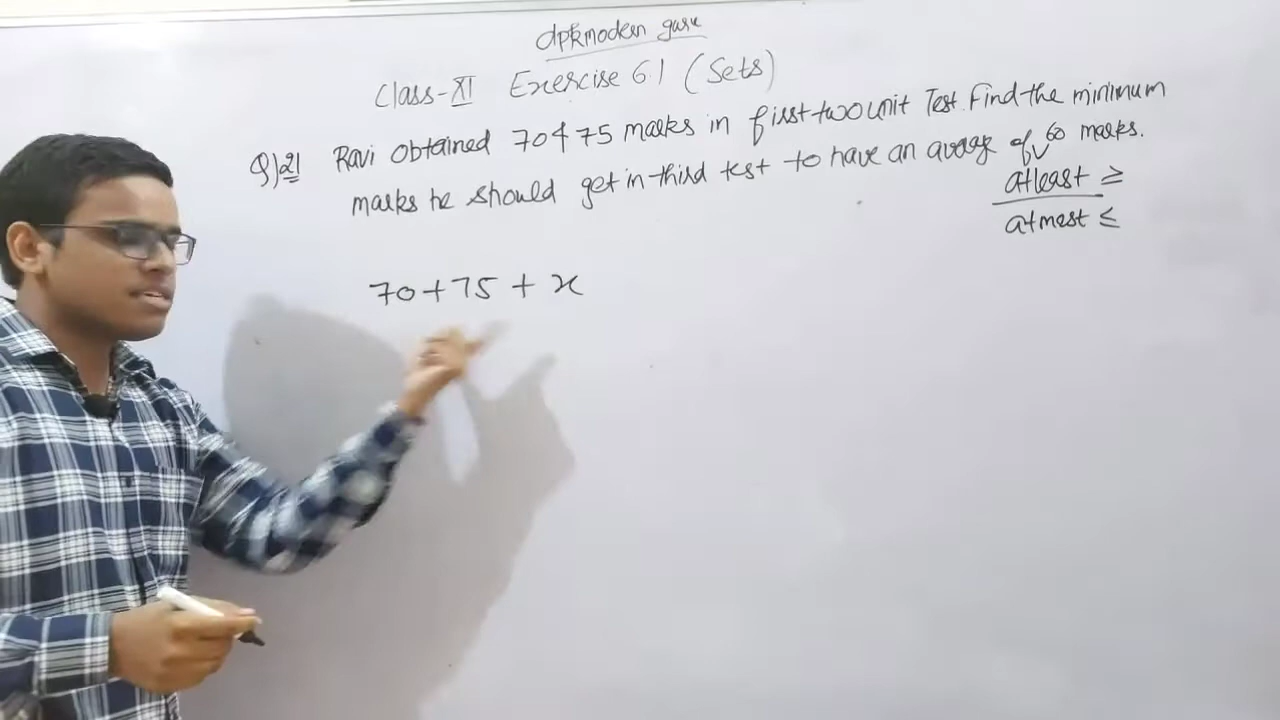 dpkmodern guru
Class-XI Exercise 6.1 (Sets)
Q)21 Ravi obtained 70 & 75 marks in first two unit Test. Find the minimum
marks he should get in third test to have an average of 60 marks.
atleast ≥
atmost ≤
70+75 + x